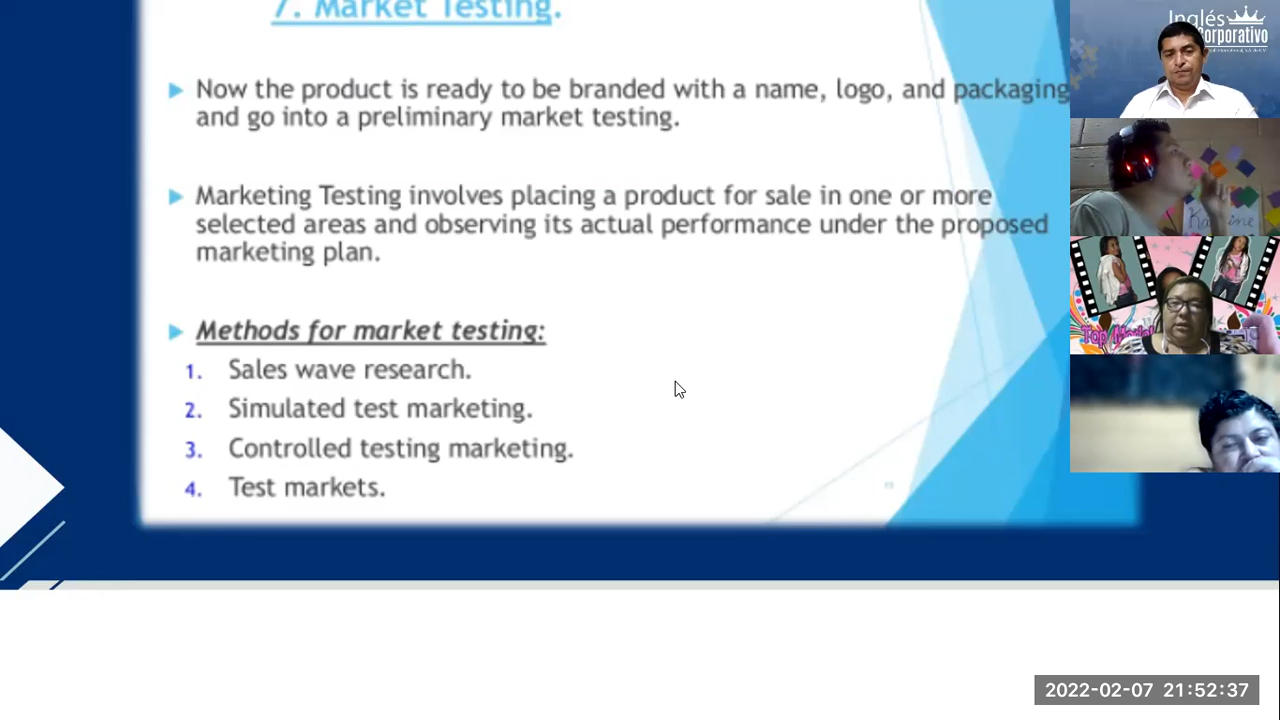 7. Market Testing.
Now the product is ready to be branded with a name, logo, and packaging
and go into a preliminary market testing.
Marketing Testing involves placing a product for sale in one or more
selected areas and observing its actual performance under the proposed
marketing plan.
Methods for market testing:
1. Sales wave research.
2. Simulated test marketing.
3. Controlled testing marketing.
4. Test markets.
Inglés
Corporativo
Top Model
2022-02-07 21:52:37